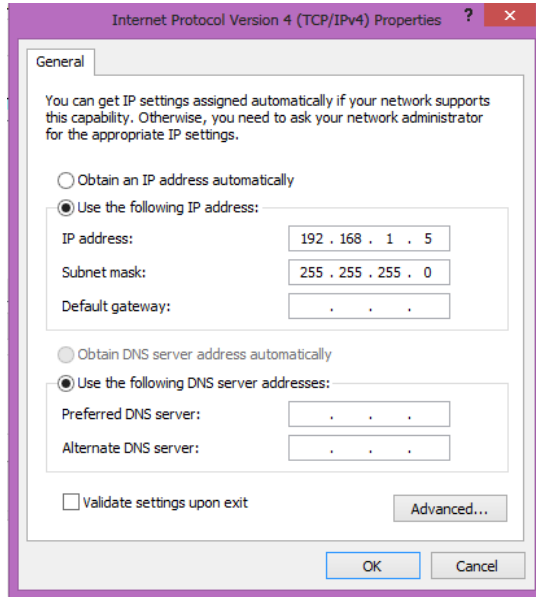 Internet Protocol Version 4 (TCP/IPv4) Properties ? ×
General
You can get IP settings assigned automatically if your network supports
this capability. Otherwise, you need to ask your network administrator
for the appropriate IP settings.
Obtain an IP address automatically
Use the following IP address:
IP address: 192 . 168 . 1 . 5
Subnet mask: 255 . 255 . 255 . 0
Default gateway: . . .
Obtain DNS server address automatically
Use the following DNS server addresses:
Preferred DNS server: . . .
Alternate DNS server: . . .
Validate settings upon exit
Advanced...
OK Cancel